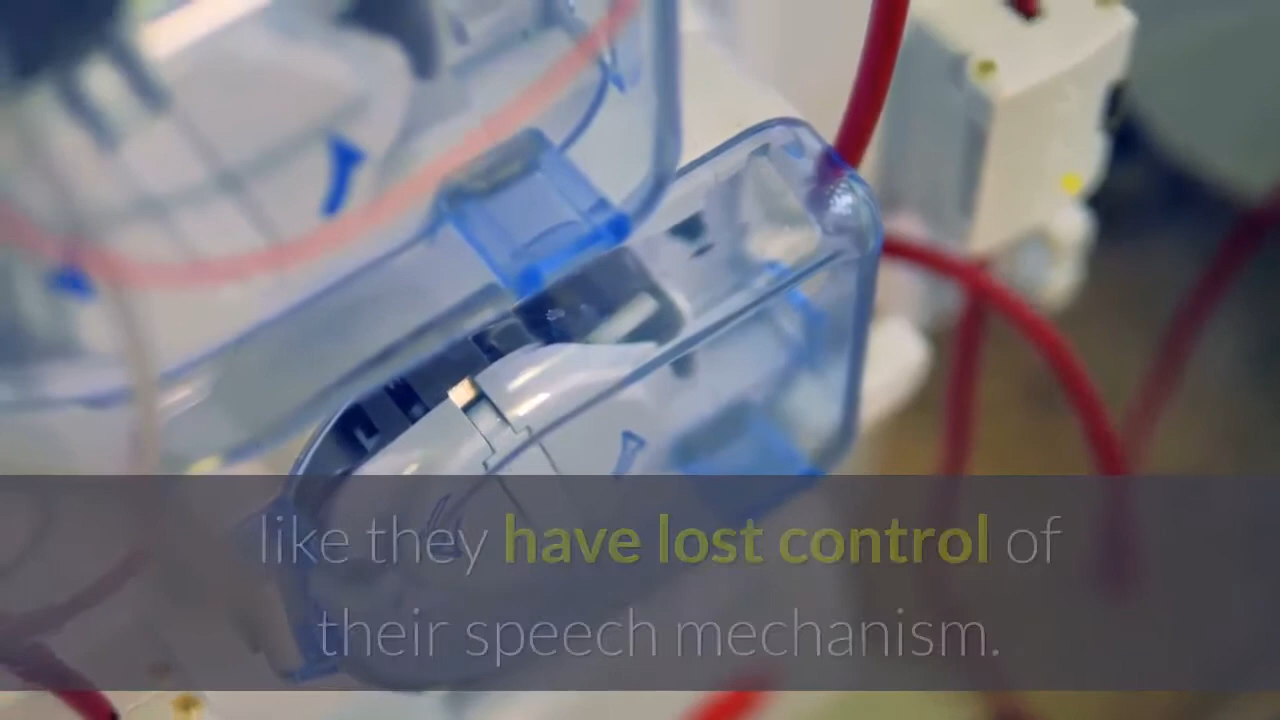 like they have lost control of
their speech mechanism.